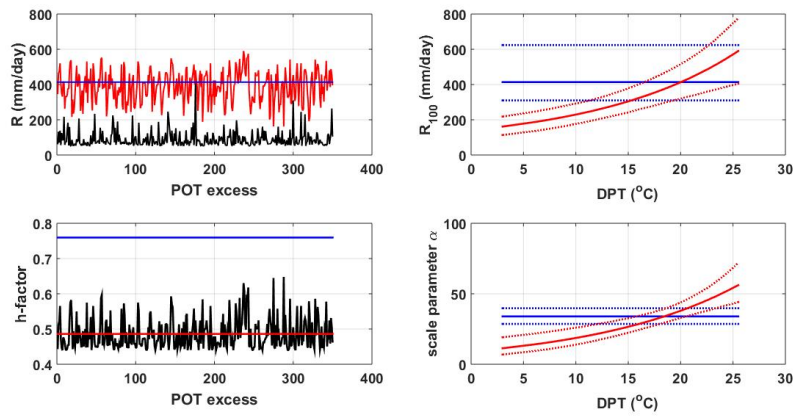 800
600
400
200
0
R (mm/day)
0 100 200 300 400
POT excess
800
600
400
200
0
R100 (mm/day)
0 5 10 15 20 25 30
DPT (oC)
0.8
0.7
0.6
0.5
0.4
h-factor
0 100 200 300 400
POT excess
100
50
0
scale parameter α
0 5 10 15 20 25 30
DPT (oC)